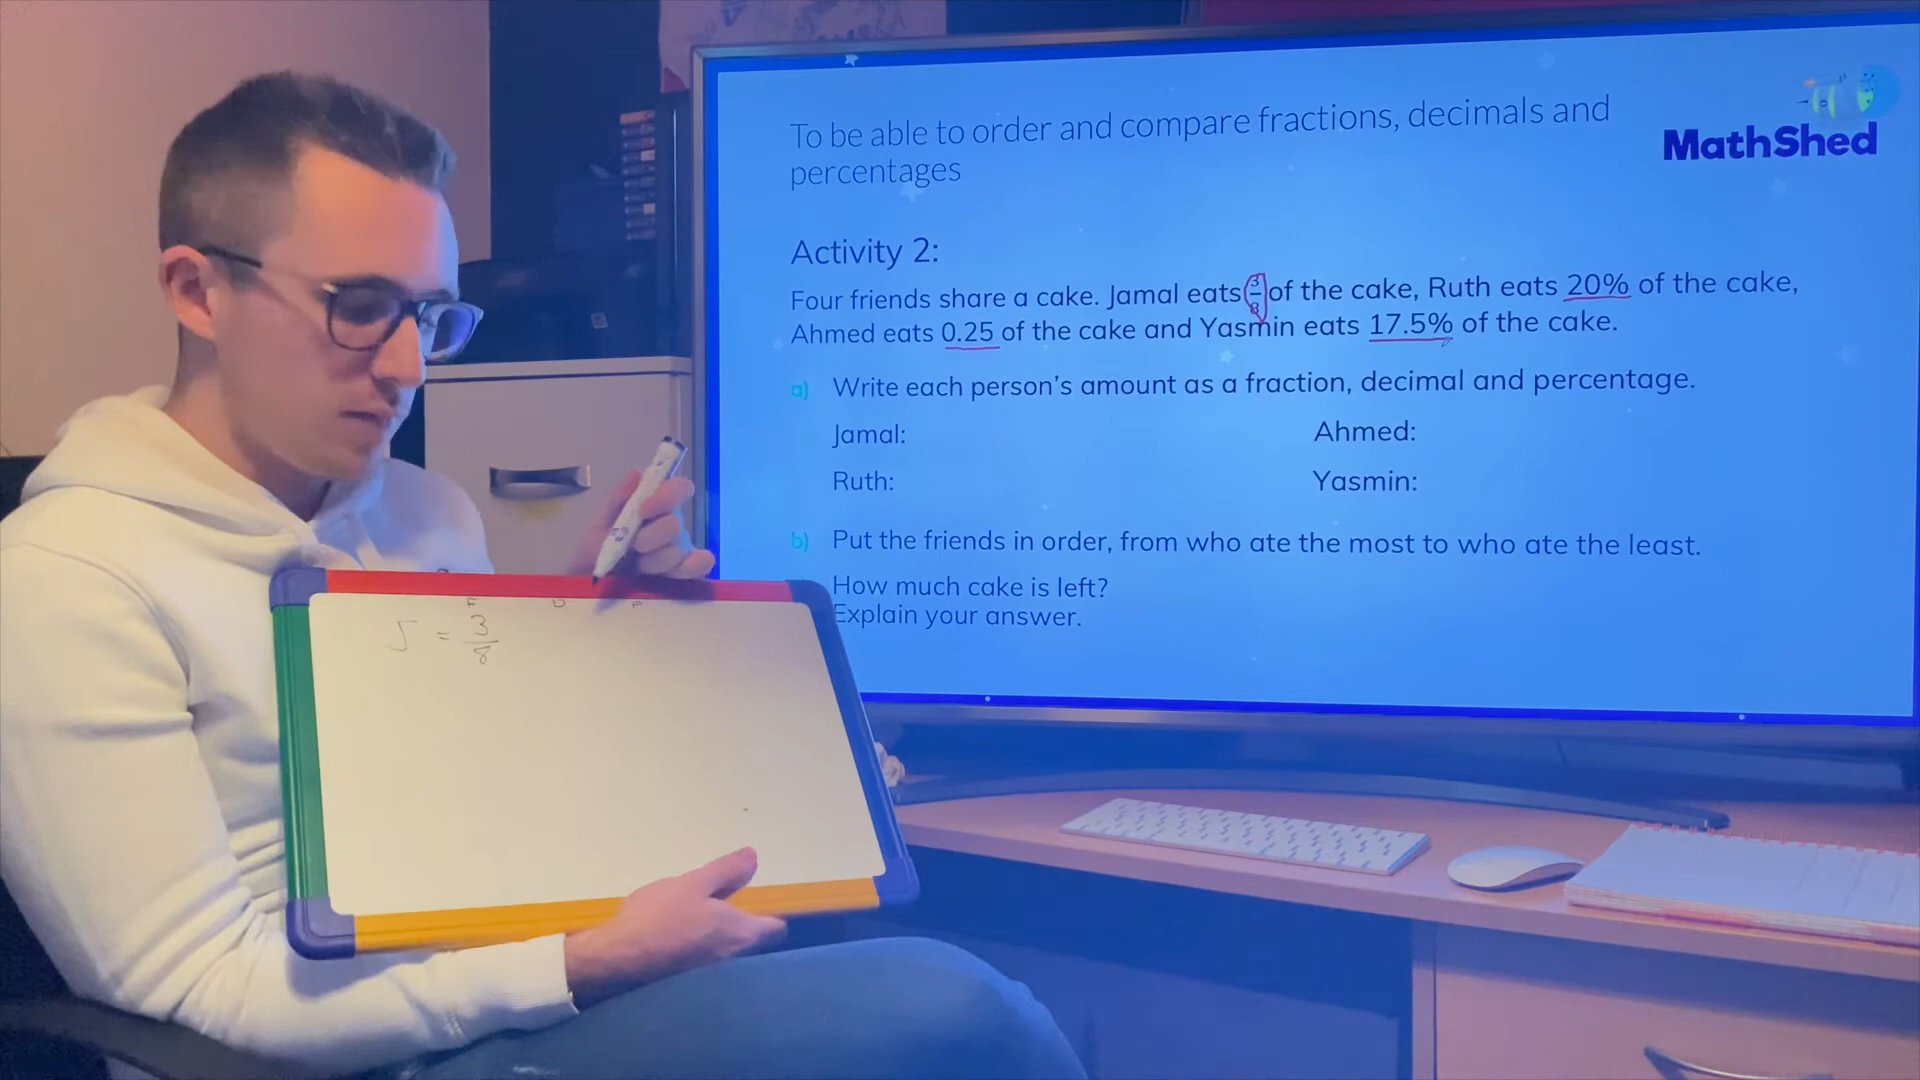 To be able to order and compare fractions, decimals and
percentages
MathShed
Activity 2:
Four friends share a cake. Jamal eats 3/8 of the cake, Ruth eats 20% of the cake,
Ahmed eats 0.25 of the cake and Yasmin eats 17.5% of the cake.
a) Write each person's amount as a fraction, decimal and percentage.
Jamal:
Ahmed:
Ruth:
Yasmin:
b) Put the friends in order, from who ate the most to who ate the least.
How much cake is left?
Explain your answer.
F D P
J = 3/8